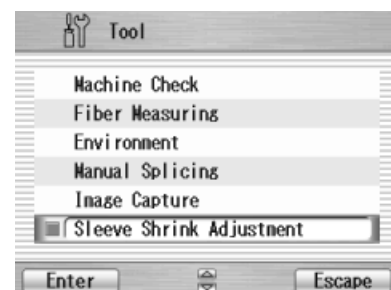 Tool
Machine Check
Fiber Measuring
Environment
Manual Splicing
Image Capture
Sleeve Shrink Adjustment
Enter Escape